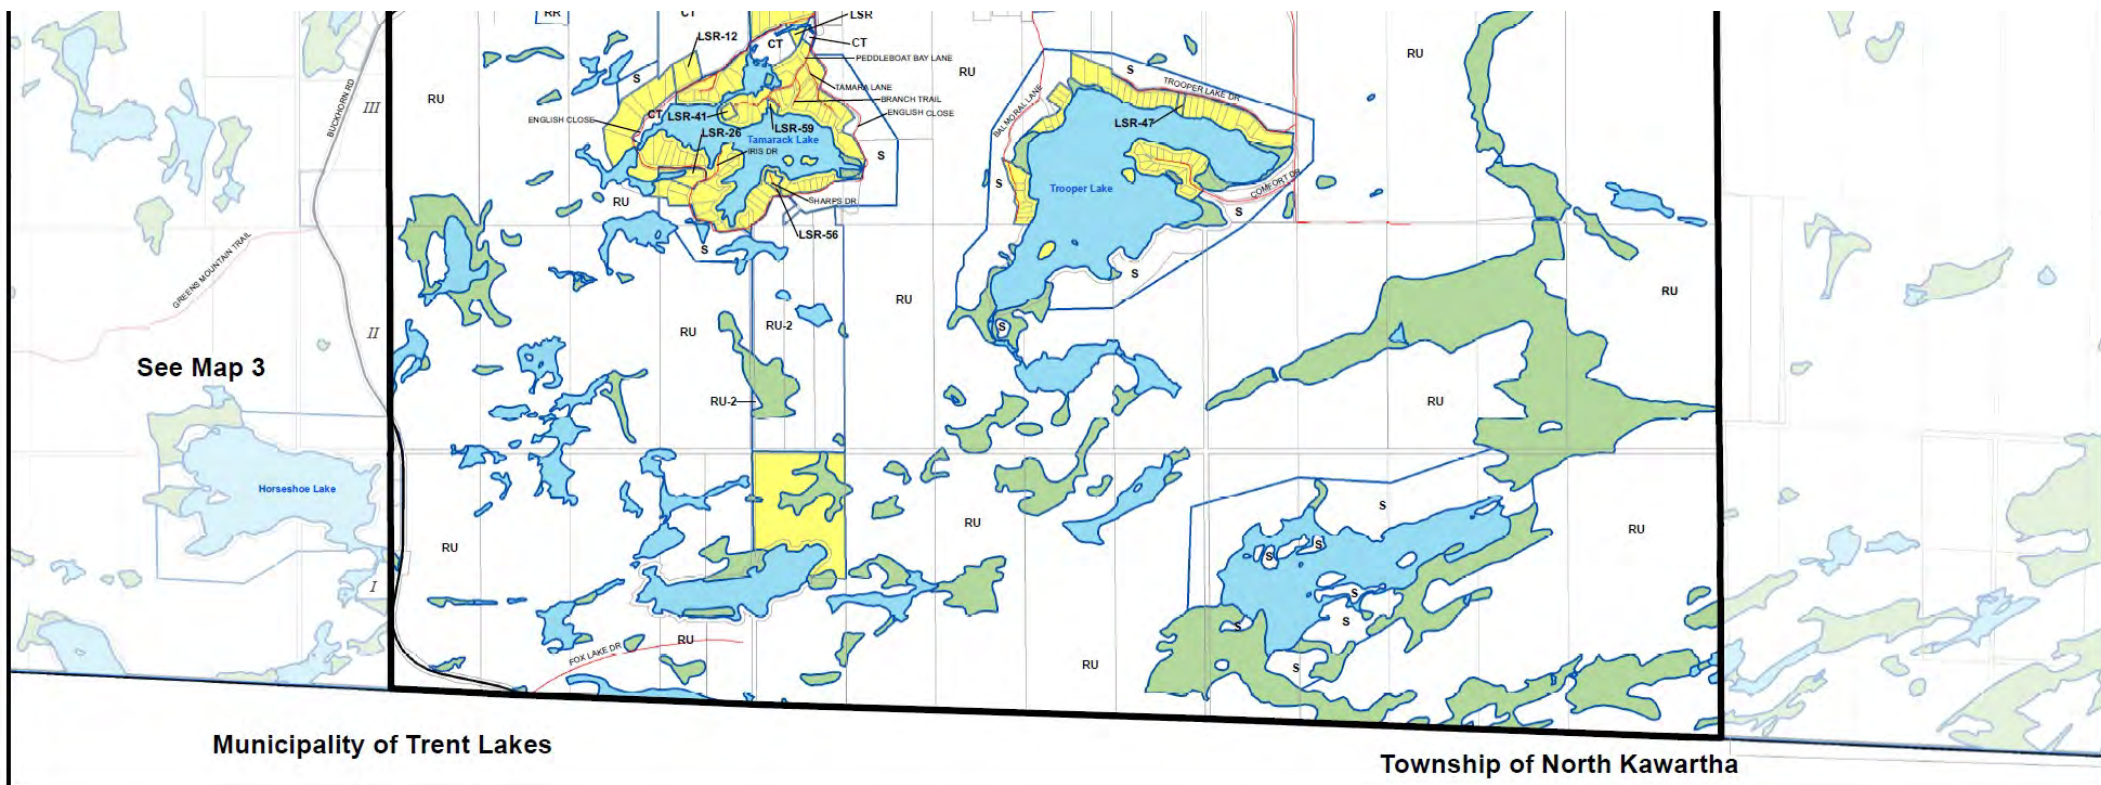 RR
CT
LSR
LSR-12
CT
CT
RU
PEDDLEBOAT BAY LANE
RU
S
RU
S
TROOPER LAKE DR
BUCKHORN RD
III
RU
TAMARA LANE
BRANCH TRAIL
ENGLISH CLOSE
CT
LSR-41
ENGLISH CLOSE
BALMORAL LANE
LSR-47
LSR-26
LSR-59
Tamarack Lake
IRIS DR
S
S
Trooper Lake
COMFORT DR
SHARPS DR
RU
S
LSR-56
GREENS MOUNTAIN TRAIL
S
S
RU
RU
II
RU
RU-2
S
See Map 3
RU-2
RU
Horseshoe Lake
S
RU
RU
RU
S
S
I
S
S
S
FOX LAKE DR
RU
RU
S
Municipality of Trent Lakes
Township of North Kawartha